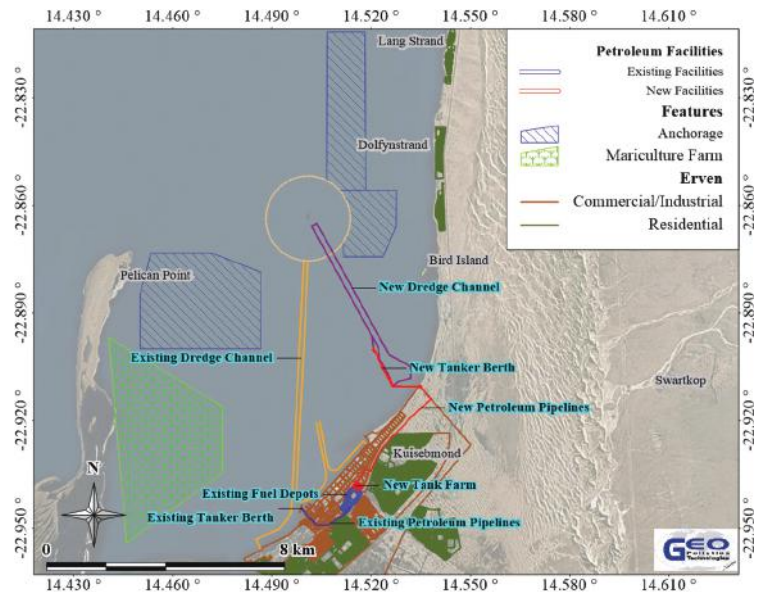 14.430 ° 14.460 ° 14.490 ° 14.520 ° 14.550 ° 14.580 ° 14.610 °
Lang Strand
Petroleum Facilities
Existing Facilities
New Facilities
Features
Anchorage
Mariculture Farm
Erven
Commercial/Industrial
Residential
-22.830 °
-22.830 °
Dolfynstrand
-22.860 °
-22.860 °
Bird Island
Pelican Point
New Dredge Channel
-22.890 °
-22.890 °
Existing Dredge Channel
New Tanker Berth
Swartkop
New Petroleum Pipelines
-22.920 °
-22.920 °
Kuisebmond
N
New Tank Farm
Existing Fuel Depots
Existing Tanker Berth
Existing Petroleum Pipelines
-22.950 °
-22.950 °
0 8 km
GEO
Pollution
Technologies
14.430 ° 14.460 ° 14.490 ° 14.520 ° 14.550 ° 14.580 ° 14.610 °